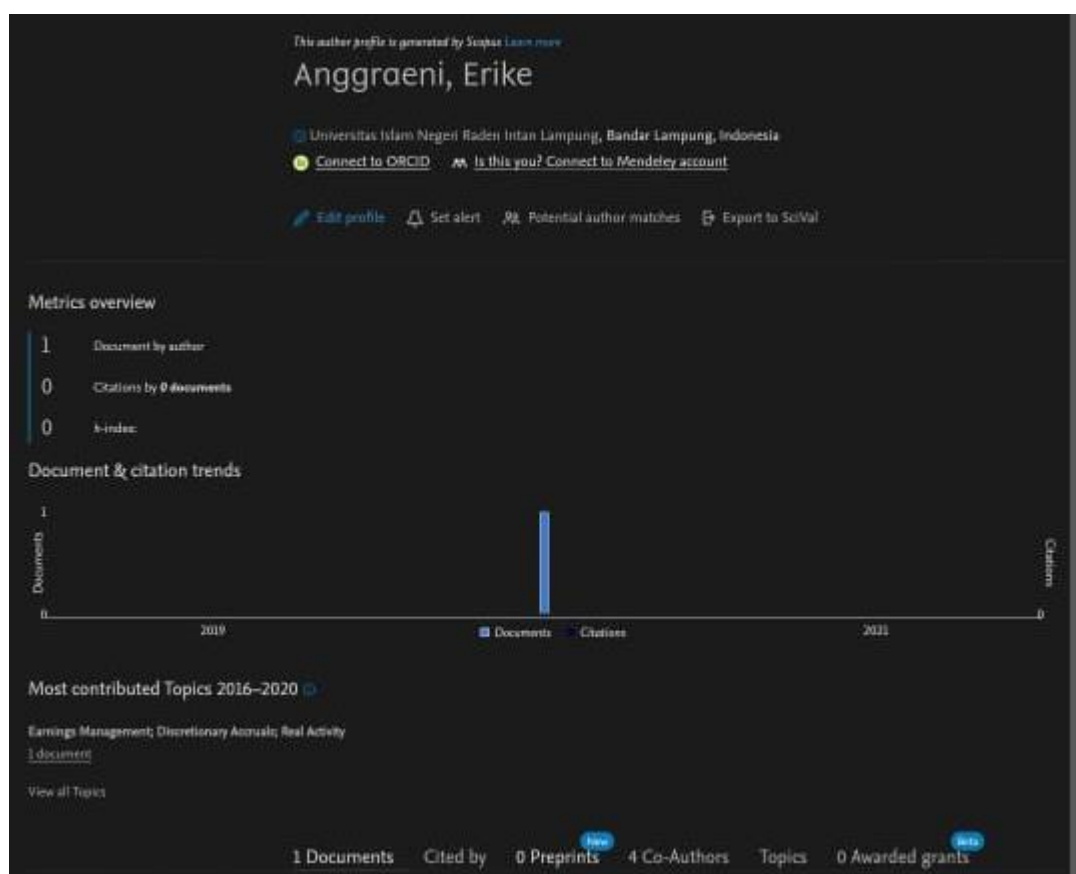 This author profile is generated by Scopus Learn more
Anggraeni, Erike
Universitas Islam Negeri Raden Intan Lampung, Bandar Lampung, Indonesia
Connect to ORCID Is this you? Connect to Mendeley account
Edit profile Set alert Potential author matches Export to SciVal
Metrics overview
1 Document by author
0 Citations by 0 documents
0 h-index:
Document & citation trends
1
Documents
Citations
0 0
2019 2021
Documents Citations
Most contributed Topics 2016–2020
Earnings Management; Discretionary Accruals; Real Activity
1 document
View all Topics
New Beta
1 Documents Cited by 0 Preprints 4 Co-Authors Topics 0 Awarded grants